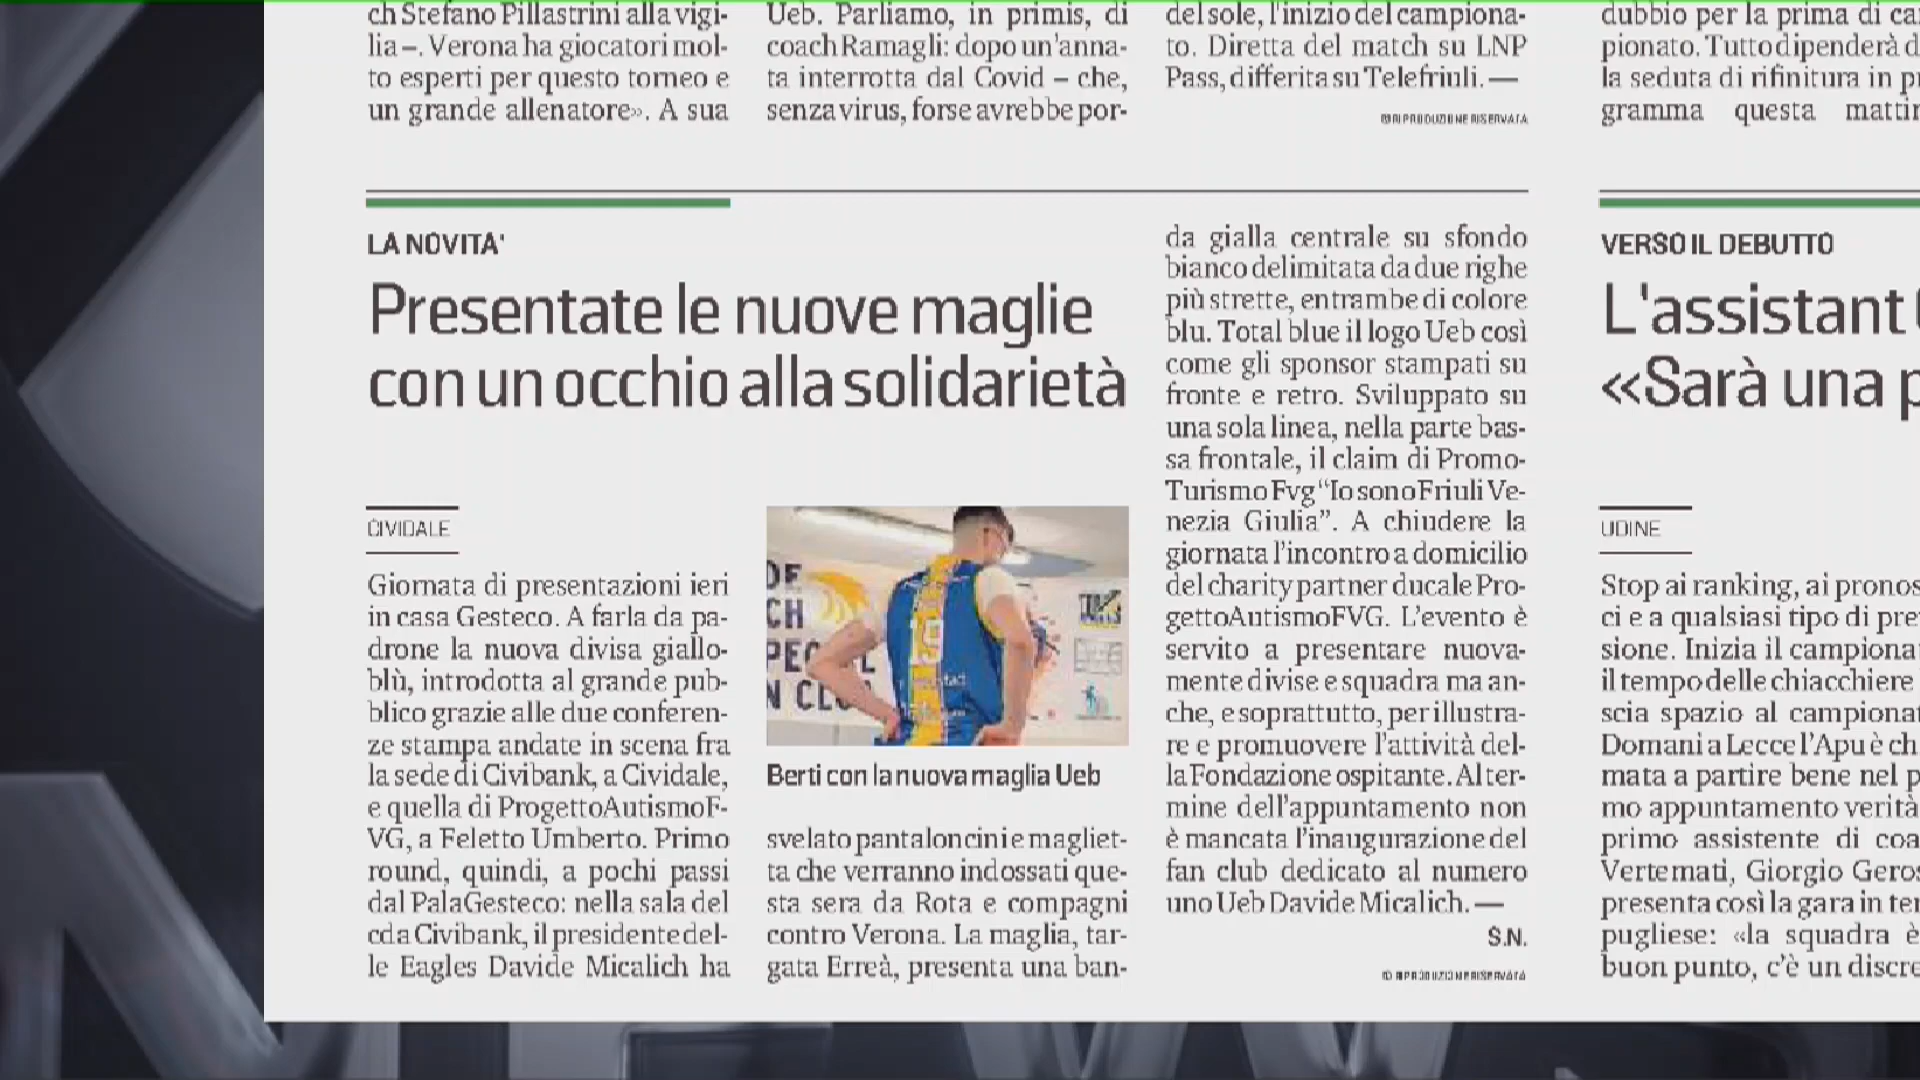 ch Stefano Pillastrini alla vigi-
lia –. Verona ha giocatori mol-
to esperti per questo torneo e
un grande allenatore». A sua
Ueb. Parliamo, in primis, di
coach Ramagli: dopo un'anna-
ta interrotta dal Covid – che,
senza virus, forse avrebbe por-
del sole, l'inizio del campiona-
to. Diretta del match su LNP
Pass, differita su Telefriuli. —
© RIPRODUZIONE RISERVATA
dubbio per la prima di ca
pionato. Tutto dipenderà d
la seduta di rifinitura in p
gramma questa mattin
LA NOVITA'
Presentate le nuove maglie
con un occhio alla solidarietà
CIVIDALE
Giornata di presentazioni ieri
in casa Gesteco. A farla da pa-
drone la nuova divisa giallo-
blù, introdotta al grande pub-
blico grazie alle due conferen-
ze stampa andate in scena fra
la sede di Civibank, a Cividale,
e quella di ProgettoAutismoF-
VG, a Feletto Umberto. Primo
round, quindi, a pochi passi
dal PalaGesteco: nella sala del
cda Civibank, il presidente del-
le Eagles Davide Micalich ha
19
Berti con la nuova maglia Ueb
svelato pantaloncini e magliet-
ta che verranno indossati que-
sta sera da Rota e compagni
contro Verona. La maglia, tar-
gata Erreà, presenta una ban-
da gialla centrale su sfondo
bianco delimitata da due righe
più strette, entrambe di colore
blu. Total blue il logo Ueb così
come gli sponsor stampati su
fronte e retro. Sviluppato su
una sola linea, nella parte bas-
sa frontale, il claim di Promo-
TurismoFvg “Io sono Friuli Ve-
nezia Giulia”. A chiudere la
giornata l'incontro a domicilio
del charity partner ducale Pro-
gettoAutismoFVG. L'evento è
servito a presentare nuova-
mente divise e squadra ma an-
che, e soprattutto, per illustra-
re e promuovere l'attività del-
la Fondazione ospitante. Al ter-
mine dell'appuntamento non
è mancata l'inaugurazione del
fan club dedicato al numero
uno Ueb Davide Micalich. —
S.N.
© RIPRODUZIONE RISERVATA
VERSO IL DEBUTTO
L'assistant
«Sarà una p
UDINE
Stop ai ranking, ai pronos
ci e a qualsiasi tipo di pre
sione. Inizia il campiona
il tempo delle chiacchiere
scia spazio al campionat
Domani a Lecce l'Apu è ch
mata a partire bene nel p
mo appuntamento verità
primo assistente di coa
Vertemati, Giorgio Geros
presenta così la gara in ter
pugliese: «la squadra è
buon punto, c'è un discre